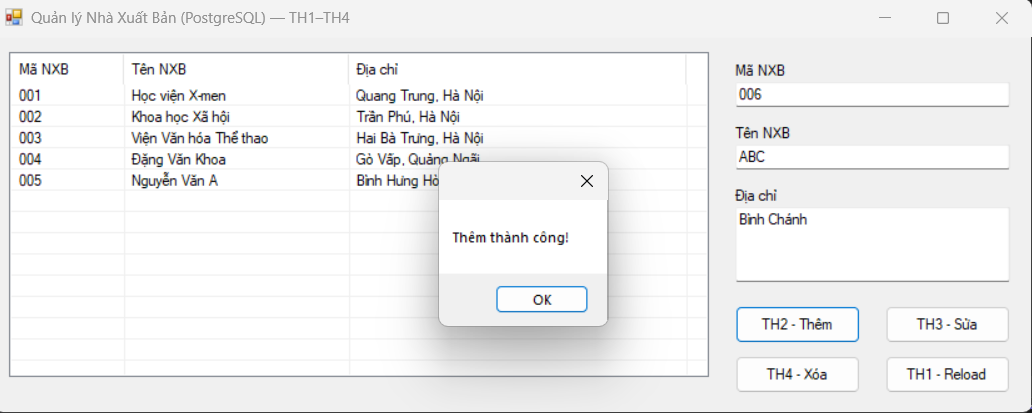 Quản lý Nhà Xuất Bản (PostgreSQL) — TH1–TH4
Mã NXB Tên NXB Địa chỉ
001 Học viện X-men Quang Trung, Hà Nội
002 Khoa học Xã hội Trần Phú, Hà Nội
003 Viện Văn hóa Thể thao Hai Bà Trưng, Hà Nội
004 Đặng Văn Khoa Gò Vấp, Quảng Ngãi
005 Nguyễn Văn A Bình Hưng
Thêm thành công!
OK
Mã NXB
006
Tên NXB
ABC
Địa chỉ
Bình Chánh
TH2 - Thêm TH3 - Sửa
TH4 - Xóa TH1 - Reload